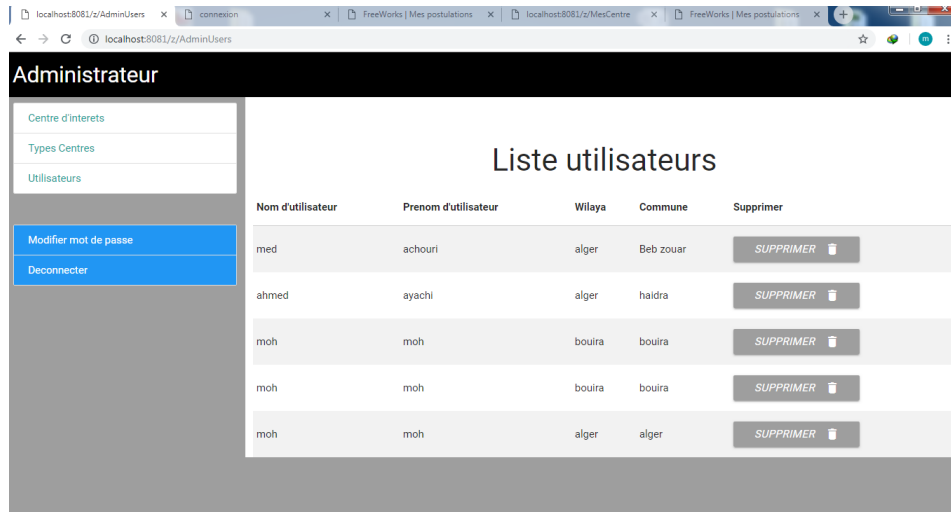 localhost:8081/z/AdminUsers
connexion
FreeWorks | Mes postulations
localhost:8081/z/MesCentre
FreeWorks | Mes postulations
localhost:8081/z/AdminUsers
m
Administrateur
Centre d'interets
Types Centres
Utilisateurs
Modifier mot de passe
Deconnecter
Liste utilisateurs
Nom d'utilisateur Prenom d'utilisateur Wilaya Commune Supprimer
med achouri alger Beb zouar SUPPRIMER
ahmed ayachi alger haidra SUPPRIMER
moh moh bouira bouira SUPPRIMER
moh moh bouira bouira SUPPRIMER
moh moh alger alger SUPPRIMER